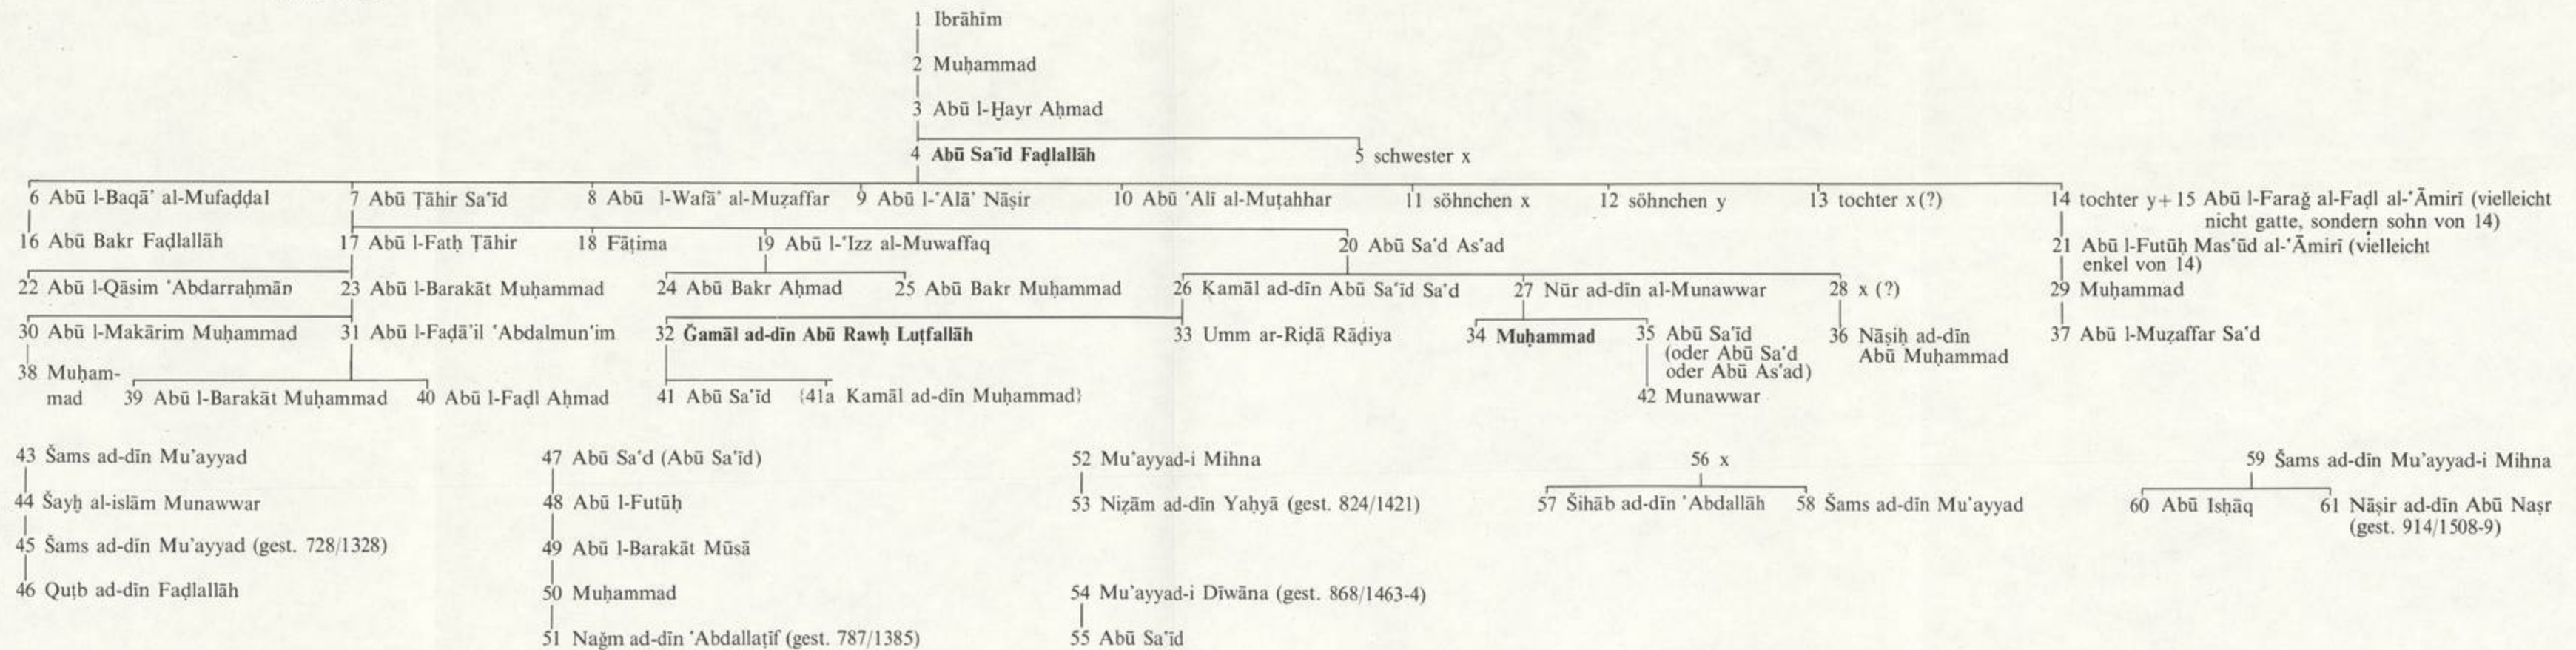 1 Ibrāhīm
2 Muḥammad
3 Abū l-Ḫayr Aḥmad
4 Abū Saʿīd Faḍlallāh
5 schwester x
6 Abū l-Baqāʾ al-Mufaḍḍal
7 Abū Ṭāhir Saʿīd
8 Abū l-Wafāʾ al-Muẓaffar
9 Abū l-ʿAlāʾ Nāṣir
10 Abū ʿAlī al-Muṭahhar
11 söhnchen x
12 söhnchen y
13 tochter x (?)
14 tochter y + 15 Abū l-Faraǧ al-Faḍl al-ʿĀmirī (vielleicht
nicht gatte, sondern sohn von 14)
16 Abū Bakr Faḍlallāh
17 Abū l-Fatḥ Ṭāhir
18 Fāṭima
19 Abū l-ʿIzz al-Muwaffaq
20 Abū Saʿd Asʿad
21 Abū l-Futūḥ Masʿūd al-ʿĀmirī (vielleicht
enkel von 14)
22 Abū l-Qāsim ʿAbdarraḥmān
23 Abū l-Barakāt Muḥammad
24 Abū Bakr Aḥmad
25 Abū Bakr Muḥammad
26 Kamāl ad-dīn Abū Saʿīd Saʿd
27 Nūr ad-dīn al-Munawwar
28 x (?)
29 Muḥammad
30 Abū l-Makārim Muḥammad
31 Abū l-Faḍāʾil ʿAbdalmunʿim
32 Ǧamāl ad-dīn Abū Rawḥ Luṭfallāh
33 Umm ar-Riḍā Rāḍiya
34 Muḥammad
35 Abū Saʿīd
(oder Abū Saʿd
oder Abū Asʿad)
36 Nāṣiḥ ad-dīn
Abū Muḥammad
37 Abū l-Muẓaffar Saʿd
38 Muḥam-
mad
39 Abū l-Barakāt Muḥammad
40 Abū l-Faḍl Aḥmad
41 Abū Saʿīd
{41a Kamāl ad-dīn Muḥammad}
42 Munawwar
43 Šams ad-dīn Muʾayyad
44 Šayḫ al-islām Munawwar
45 Šams ad-dīn Muʾayyad (gest. 728/1328)
46 Quṭb ad-dīn Faḍlallāh
47 Abū Saʿd (Abū Saʿīd)
48 Abū l-Futūḥ
49 Abū l-Barakāt Mūsā
50 Muḥammad
51 Naǧm ad-dīn ʿAbdallaṭīf (gest. 787/1385)
52 Muʾayyad-i Mihna
53 Niẓām ad-dīn Yaḥyā (gest. 824/1421)
54 Muʾayyad-i Dīwāna (gest. 868/1463-4)
55 Abū Saʿīd
56 x
57 Šihāb ad-dīn ʿAbdallāh
58 Šams ad-dīn Muʾayyad
59 Šams ad-dīn Muʾayyad-i Mihna
60 Abū Isḥāq
61 Nāṣir ad-dīn Abū Naṣr
(gest. 914/1508-9)